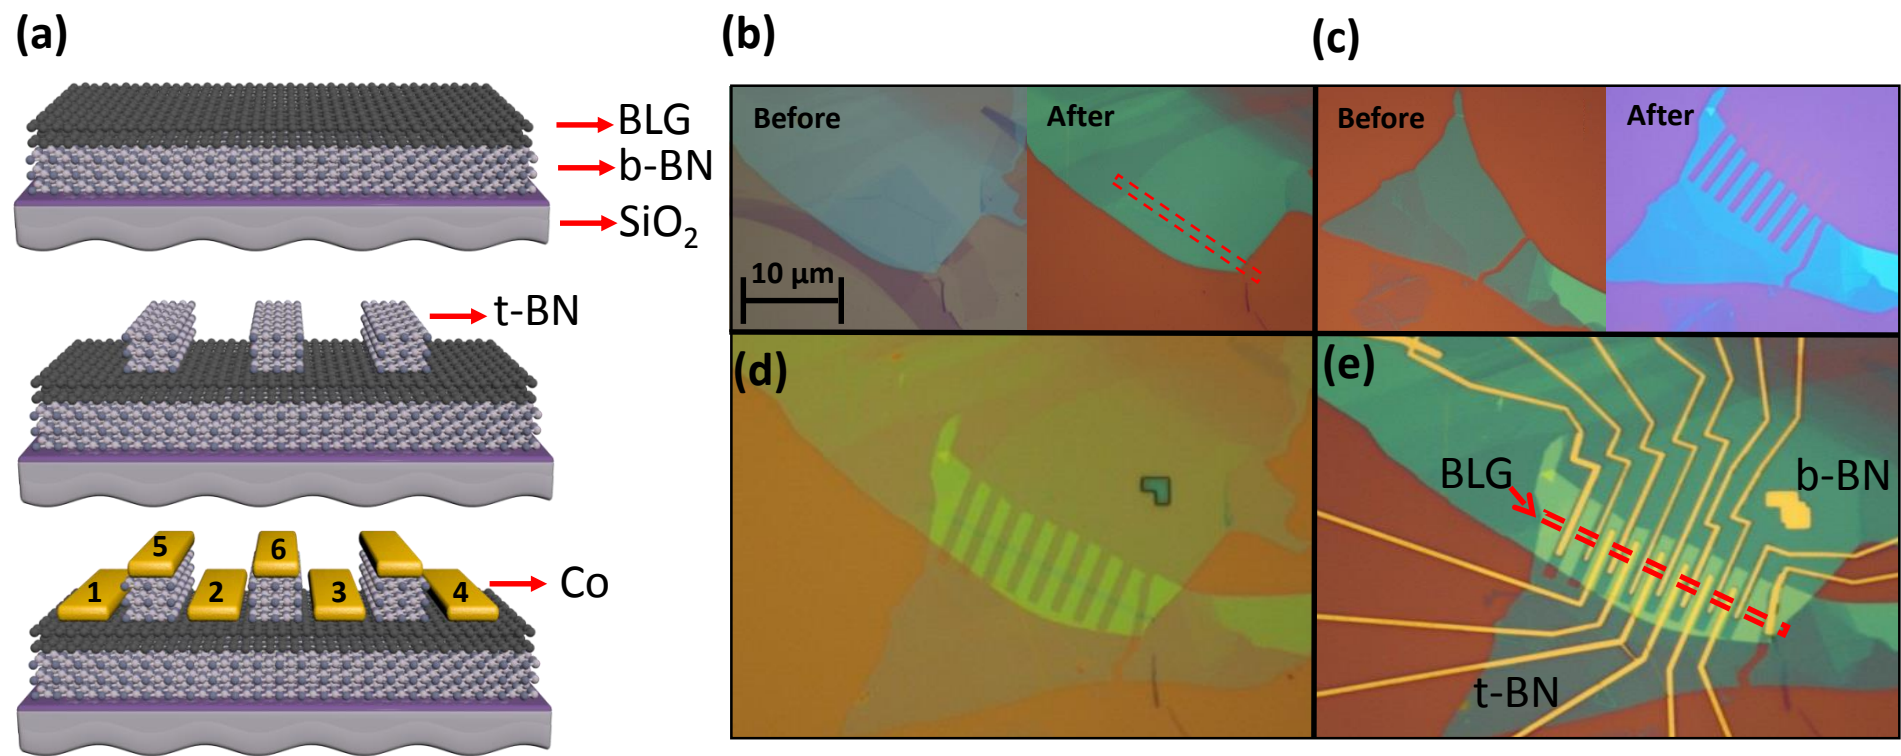 (a)
BLG
b-BN
SiO₂
t-BN
5
6
1
2
3
4
Co
(b)
Before
After
10 μm
(c)
Before
After
(d)
(e)
BLG
b-BN
t-BN